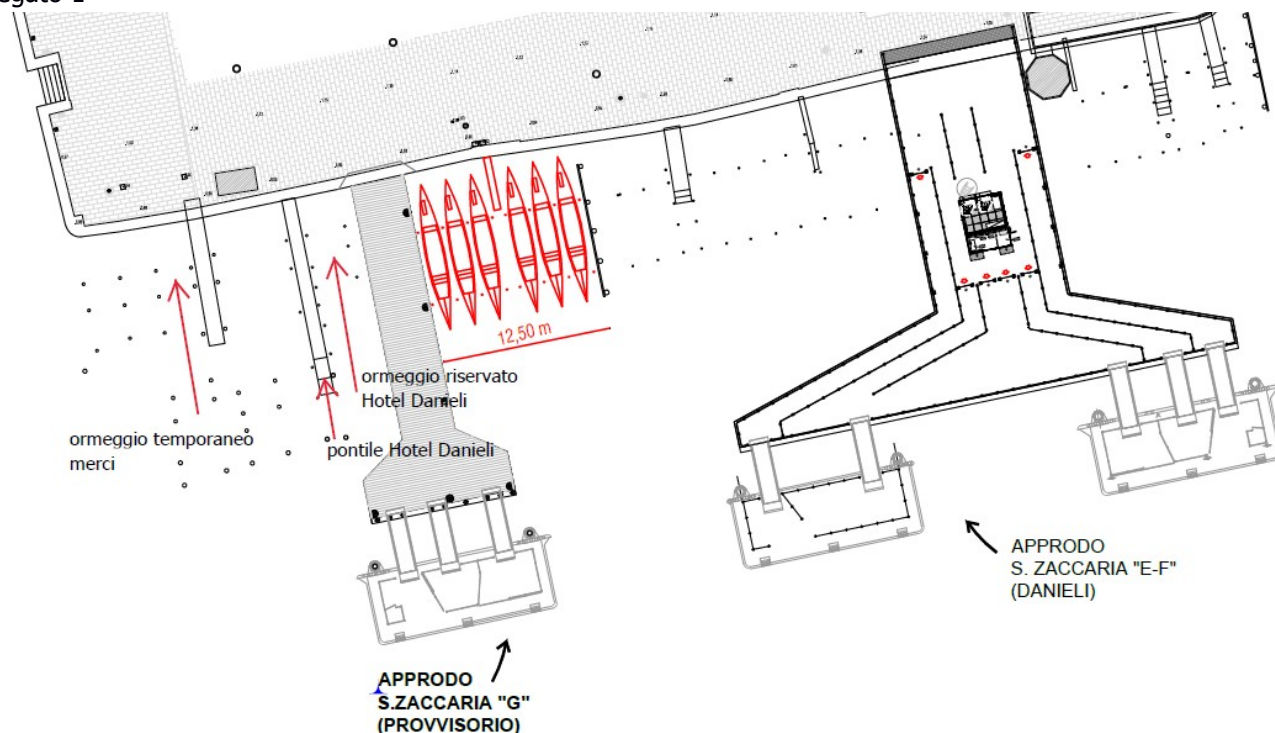 12,50 m
ormeggio riservato
Hotel Danieli
ormeggio temporaneo
merci
pontile Hotel Danieli
APPRODO
S. ZACCARIA "E-F"
(DANIELI)
APPRODO
S.ZACCARIA "G"
(PROVVISORIO)